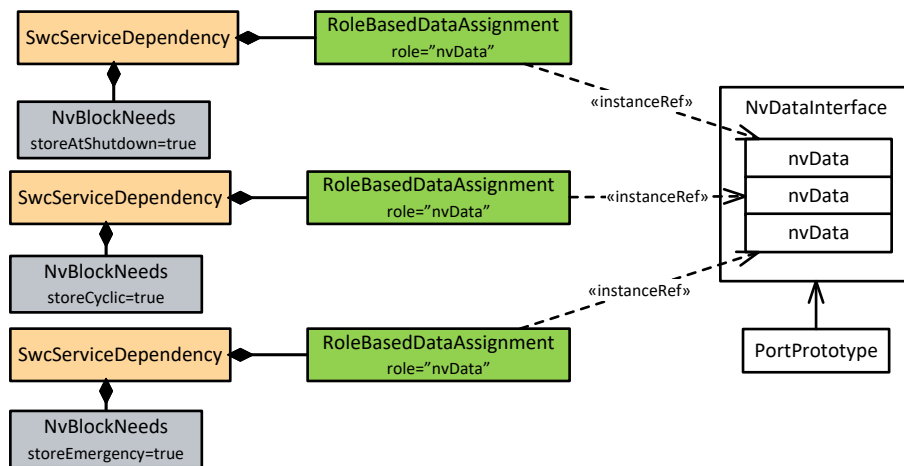 SwcServiceDependency
RoleBasedDataAssignment
role=”nvData”
NvBlockNeeds
storeAtShutdown=true
«instanceRef»
NvDataInterface
nvData
nvData
nvData
SwcServiceDependency
RoleBasedDataAssignment
role=”nvData”
«instanceRef»
NvBlockNeeds
storeCyclic=true
«instanceRef»
SwcServiceDependency
RoleBasedDataAssignment
role=”nvData”
PortPrototype
NvBlockNeeds
storeEmergency=true